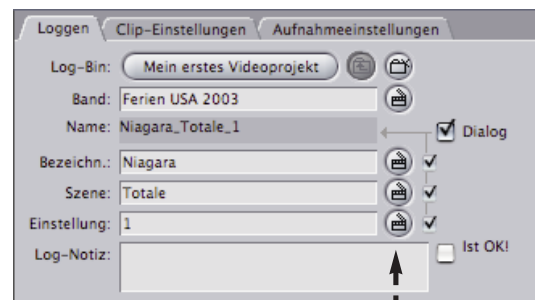 Loggen Clip-Einstellungen Aufnahmeeinstellungen
Log-Bin: Mein erstes Videoprojekt
Band: Ferien USA 2003
Name: Niagara_Totale_1 Dialog
Bezeichn.: Niagara
Szene: Totale
Einstellung: 1
Log-Notiz: Ist OK!